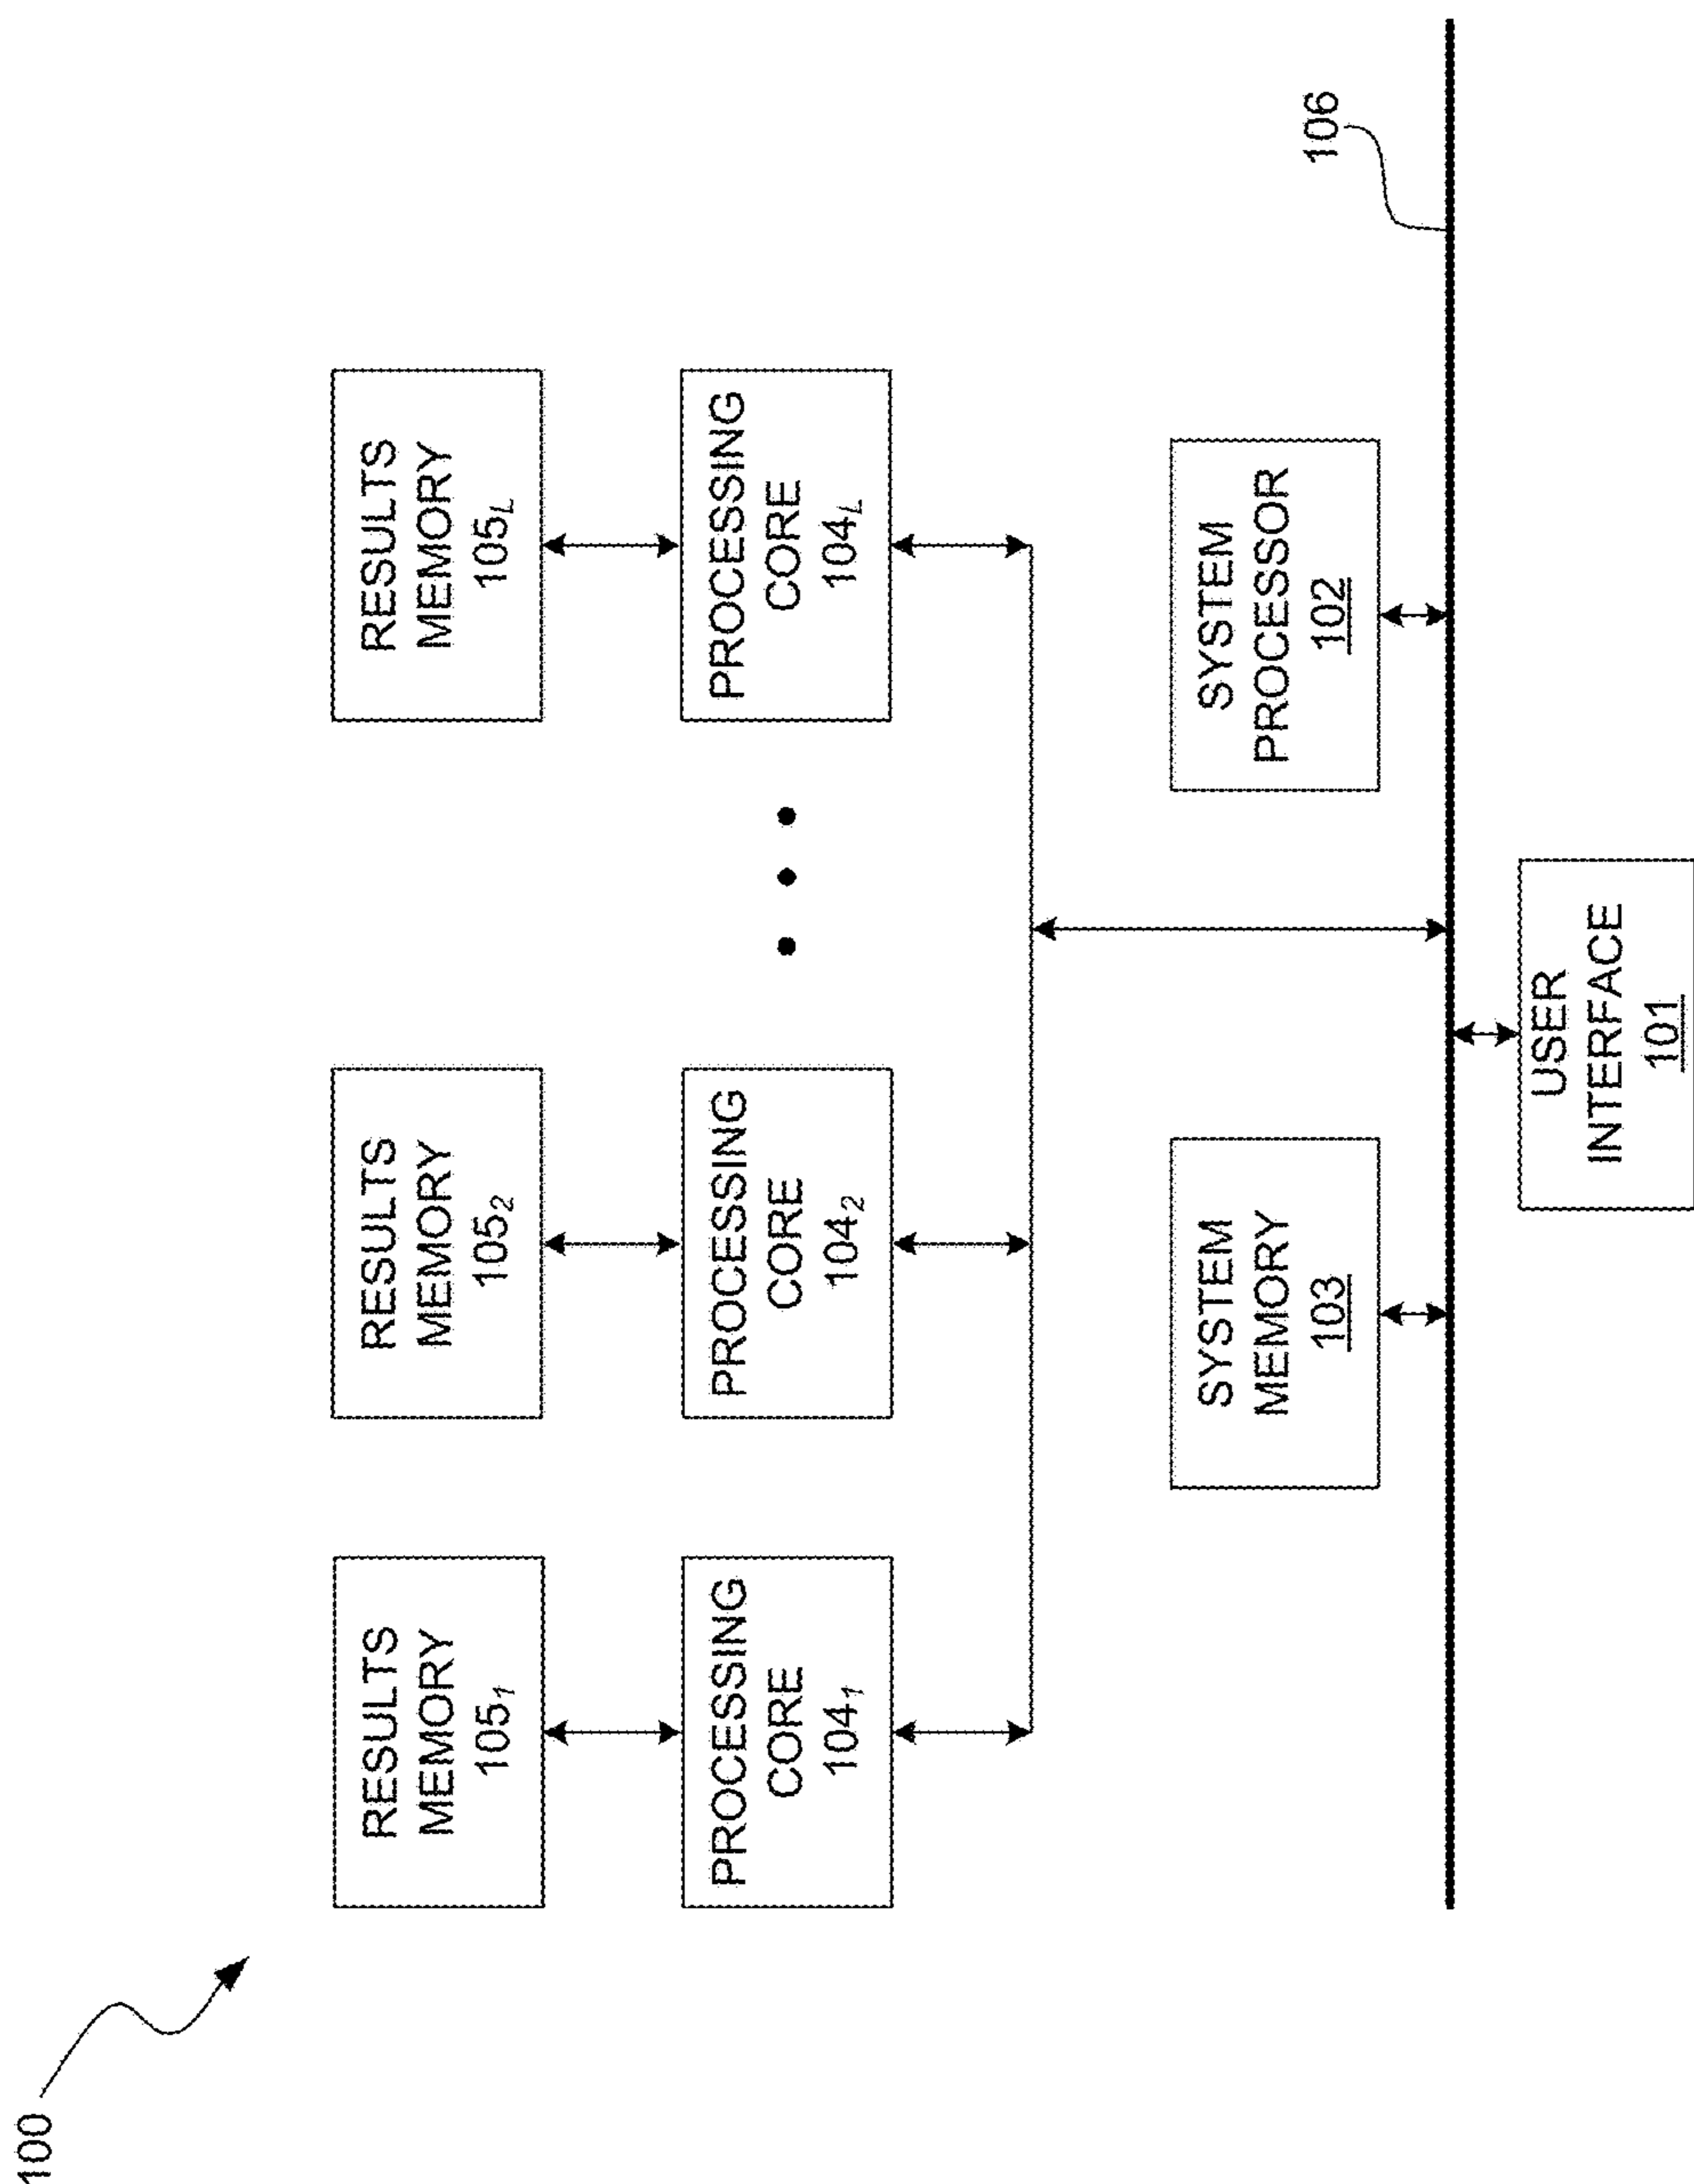 100
RESULTS
MEMORY
105₁
RESULTS
MEMORY
105₂
RESULTS
MEMORY
105L
PROCESSING
CORE
104₁
PROCESSING
CORE
104₂
PROCESSING
CORE
104L
SYSTEM
MEMORY
103
SYSTEM
PROCESSOR
102
106
USER
INTERFACE
101